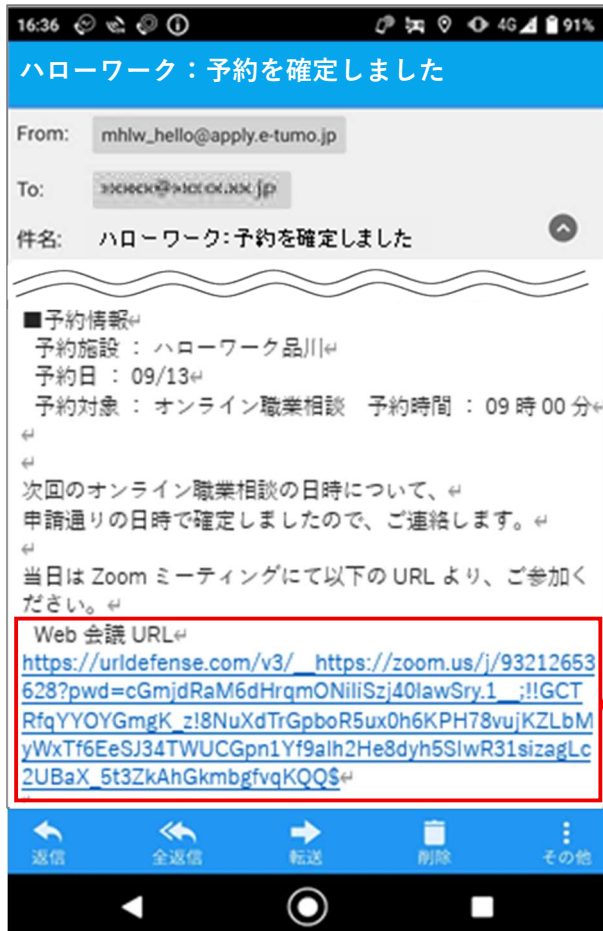 16:36 4G 91%
ハローワーク：予約を確定しました
From: mhlw_hello@apply.e-tumo.jp
To: jp
件名: ハローワーク：予約を確定しました
■予約情報↵
予約施設 ： ハローワーク品川↵
予約日 ： 09/13↵
予約対象 ： オンライン職業相談 予約時間 ： 09 時 00 分↵
↵
↵
次回のオンライン職業相談の日時について、↵
申請通りの日時で確定しましたので、ご連絡します。↵
↵
当日は Zoom ミーティングにて以下の URL より、ご参加く
ださい。↵
Web 会議 URL↵
https://urldefense.com/v3/__https://zoom.us/j/93212653
628?pwd=cGmjdRaM6dHrqmONiliSzj40lawSry.1__;!!GCT
RfqYYOYGmgK_z!8NuXdTrGpboR5ux0h6KPH78vujKZLbM
yWxTf6EeSJ34TWUCGpn1Yf9alh2He8dyh5SIwR31sizagLc
2UBaX_5t3ZkAhGkmbgfvqKQQ$↵
返信 全返信 転送 削除 その他